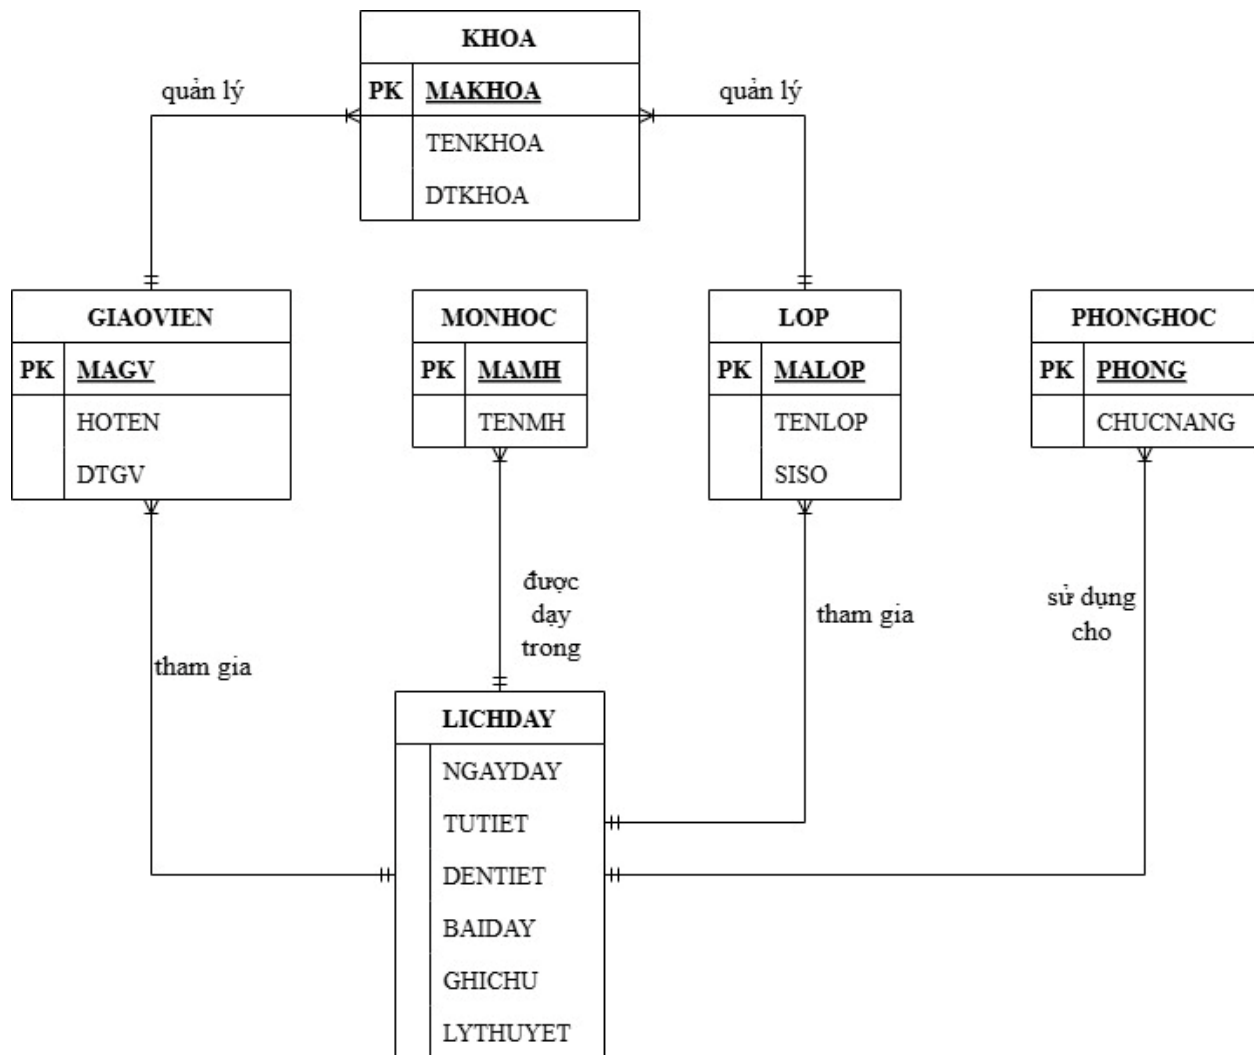 KHOA
PK MAKHOA
TENKHOA
DTKHOA
quản lý
quản lý
GIAOVIEN
PK MAGV
HOTEN
DTGV
MONHOC
PK MAMH
TENMH
LOP
PK MALOP
TENLOP
SISO
PHONGHOC
PK PHONG
CHUCNANG
tham gia
được
dạy
trong
tham gia
sử dụng
cho
LICHDAY
NGAYDAY
TUTIET
DENTIET
BAIDAY
GHICHU
LYTHUYET